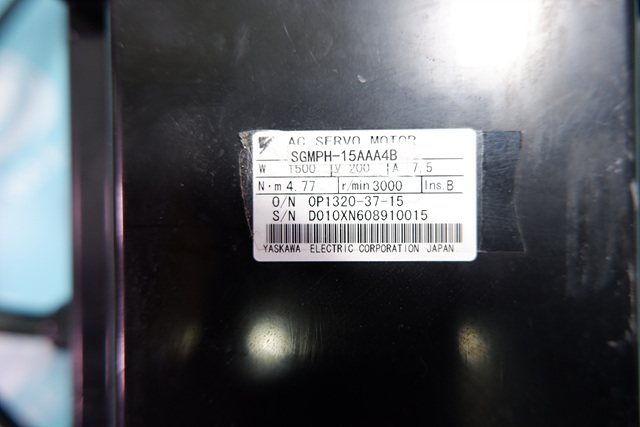 AC SERVO MOTOR
SGMPH-15AAA4B
W 1500 V 200 A 7.5
N·m 4.77 r/min 3000 Ins. B
O/N 0P1320-37-15
S/N D010XN608910015
YASKAWA ELECTRIC CORPORATION JAPAN